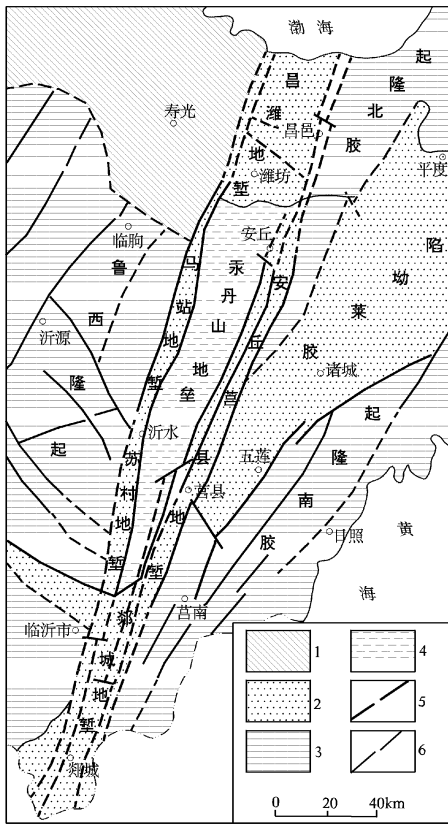 渤海
昌潍地堑
胶北隆起
寿光
昌邑
潍坊
平度
临朐
安丘
鲁西隆起
马站地堑
汞丹山地垒
安丘莒县地堑
胶莱坳陷
沂源
诸城
沂水
苏村地堑
五莲
莒县
胶南隆起
日照
黄海
莒南
临沂市
郯城地堑
郯城
1
2
3
4
5
6
0 20 40km